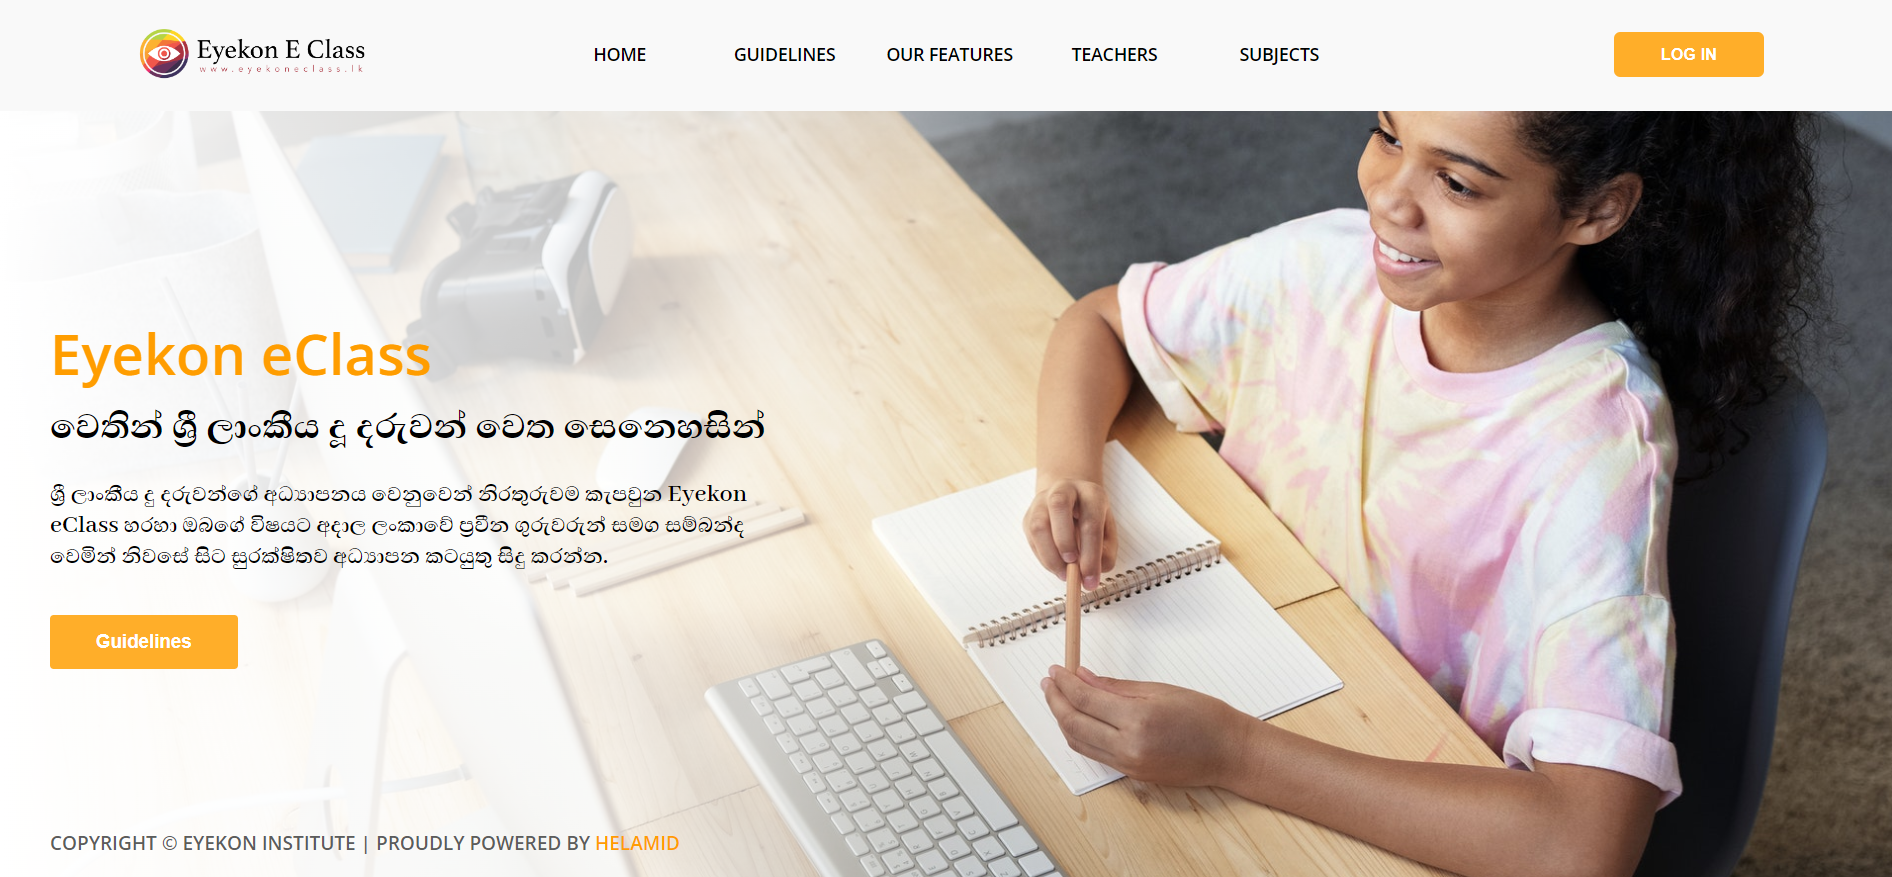 Eyekon E Class
www.eyekoneclass.lk
HOME
GUIDELINES
OUR FEATURES
TEACHERS
SUBJECTS
LOG IN
Eyekon eClass
වෙතින් ශ්‍රී ලාංකීය දූ දරුවන් වෙත සෙනෙහසින්
ශ්‍රී ලාංකීය දු දරුවන්ගේ අධ්‍යාපනය වෙනුවෙන් නිරතුරුවම කැපවුන Eyekon
eClass හරහා ඔබගේ විෂයට අදාල ලංකාවේ ප්‍රවීන ගුරුවරුන් සමග සම්බන්ද
වෙමින් නිවසේ සිට සුරක්ෂිතව අධ්‍යාපන කටයුතු සිදු කරන්න.
Guidelines
COPYRIGHT © EYEKON INSTITUTE | PROUDLY POWERED BY HELAMID